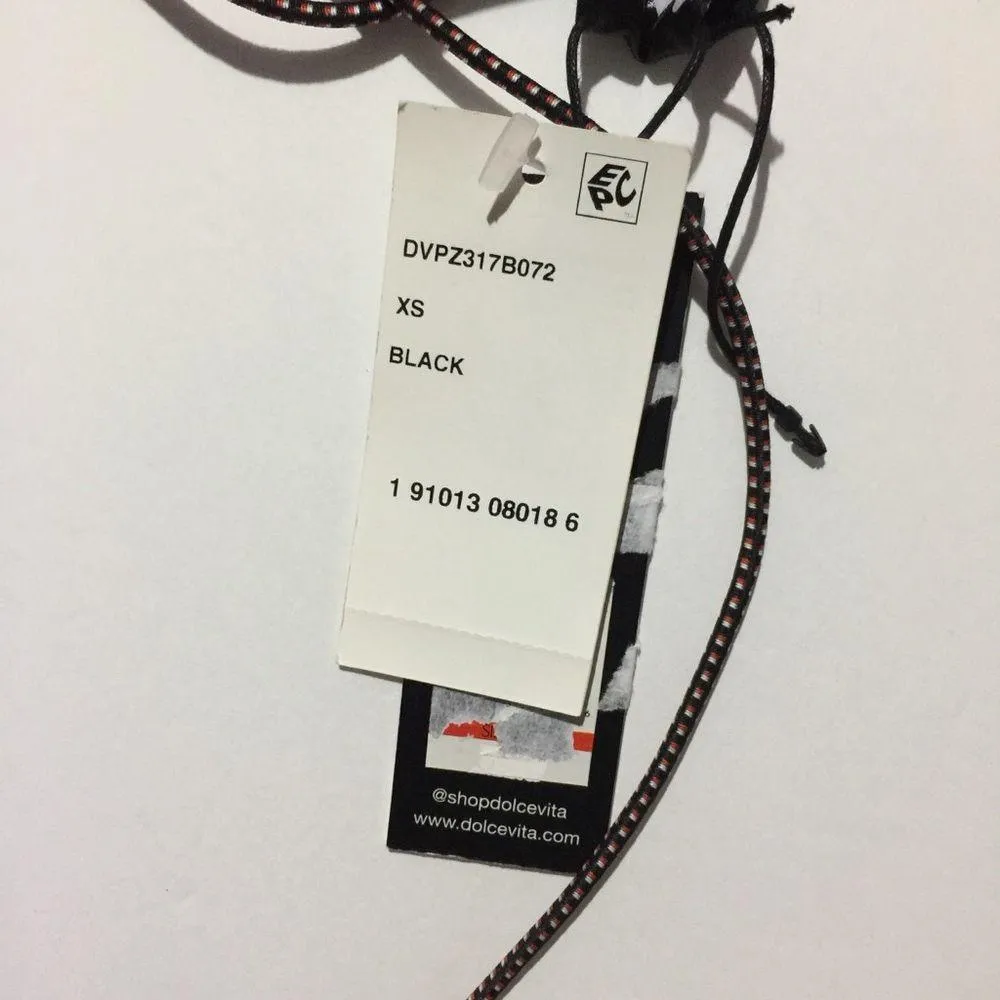 EPC
DVPZ317B072
XS
BLACK
1 91013 08018 6
@shopdolcevita
www.dolcevita.com